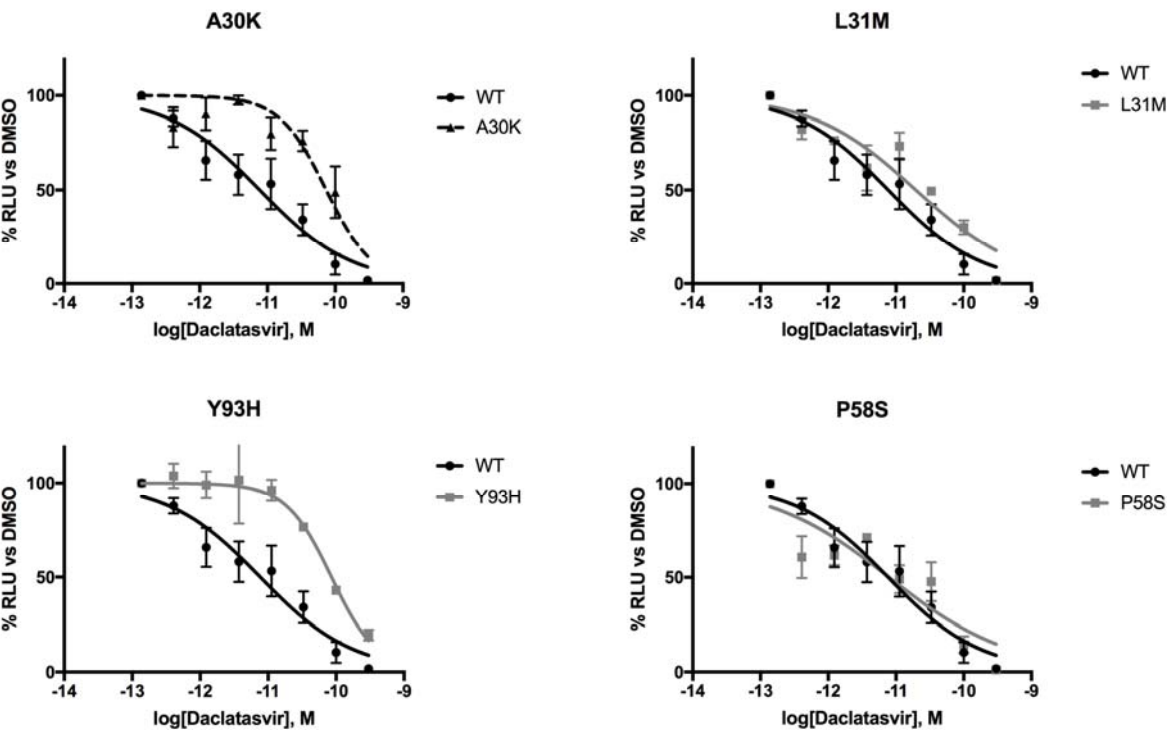 A30K
% RLU vs DMSO
100
50
0
-14 -13 -12 -11 -10 -9
log[Daclatasvir], M
WT
A30K
L31M
% RLU vs DMSO
100
50
0
-14 -13 -12 -11 -10 -9
log[Daclatasvir], M
WT
L31M
Y93H
% RLU vs DMSO
100
50
0
-14 -13 -12 -11 -10 -9
log[Daclatasvir], M
WT
Y93H
P58S
% RLU vs DMSO
100
50
0
-14 -13 -12 -11 -10 -9
log[Daclatasvir], M
WT
P58S